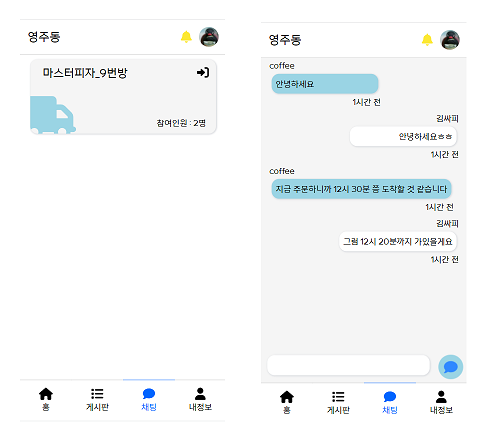 영주동
마스터피자_9번방
참여인원 : 2명
홈
게시판
채팅
내정보
영주동
coffee
안녕하세요
1시간 전
김싸피
안녕하세요ㅎㅎ
1시간 전
coffee
지금 주문하니까 12시 30분 쯤 도착할 것 같습니다
1시간 전
김싸피
그럼 12시 20분까지 가있을게요
1시간 전
홈
게시판
채팅
내정보